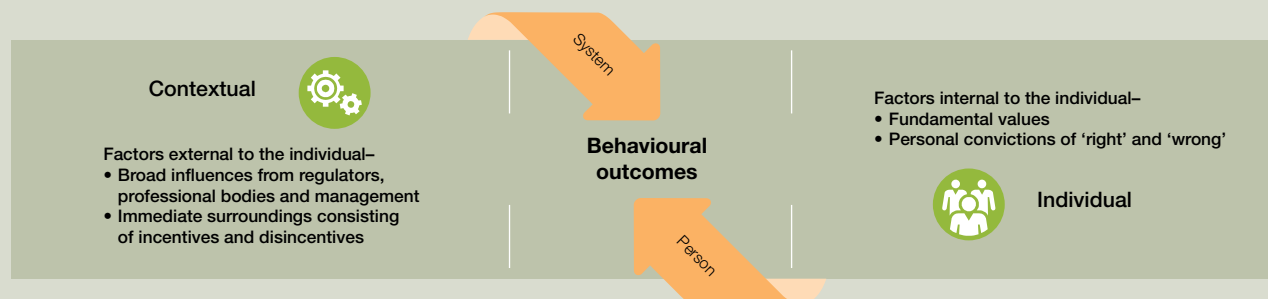 Contextual
Factors external to the individual–
• Broad influences from regulators,
professional bodies and management
• Immediate surroundings consisting
of incentives and disincentives
System
Behavioural
outcomes
Person
Factors internal to the individual–
• Fundamental values
• Personal convictions of ‘right’ and ‘wrong’
Individual